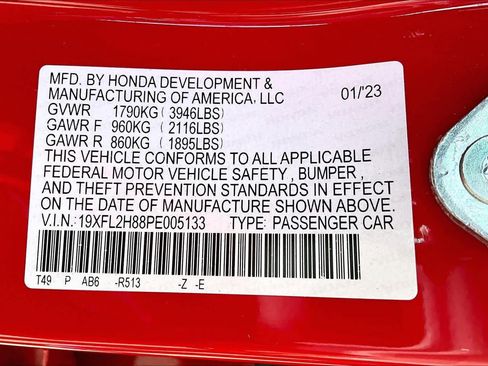 MFD. BY HONDA DEVELOPMENT &
MANUFACTURING OF AMERICA, LLC 01/'23
GVWR 1790KG (3946LBS)
GAWR F 960KG (2116LBS)
GAWR R 860KG (1895LBS)
THIS VEHICLE CONFORMS TO ALL APPLICABLE
FEDERAL MOTOR VEHICLE SAFETY , BUMPER ,
AND THEFT PREVENTION STANDARDS IN EFFECT
ON THE DATE OF MANUFACTURE SHOWN ABOVE.
V.I.N.: 19XFL2H88PE005133 TYPE: PASSENGER CAR
T49 P AB6 -R513 -Z -E